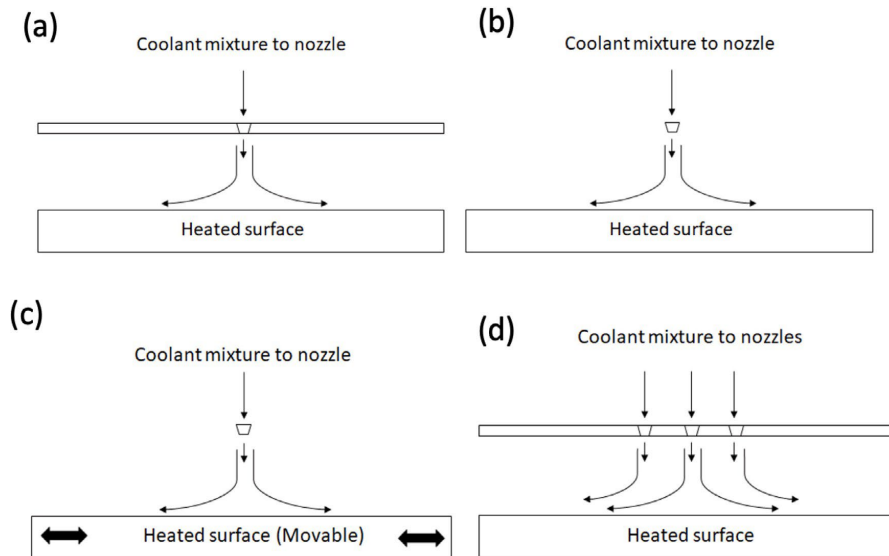 (a)
Coolant mixture to nozzle
Heated surface
(b)
Coolant mixture to nozzle
Heated surface
(c)
Coolant mixture to nozzle
Heated surface (Movable)
(d)
Coolant mixture to nozzles
Heated surface